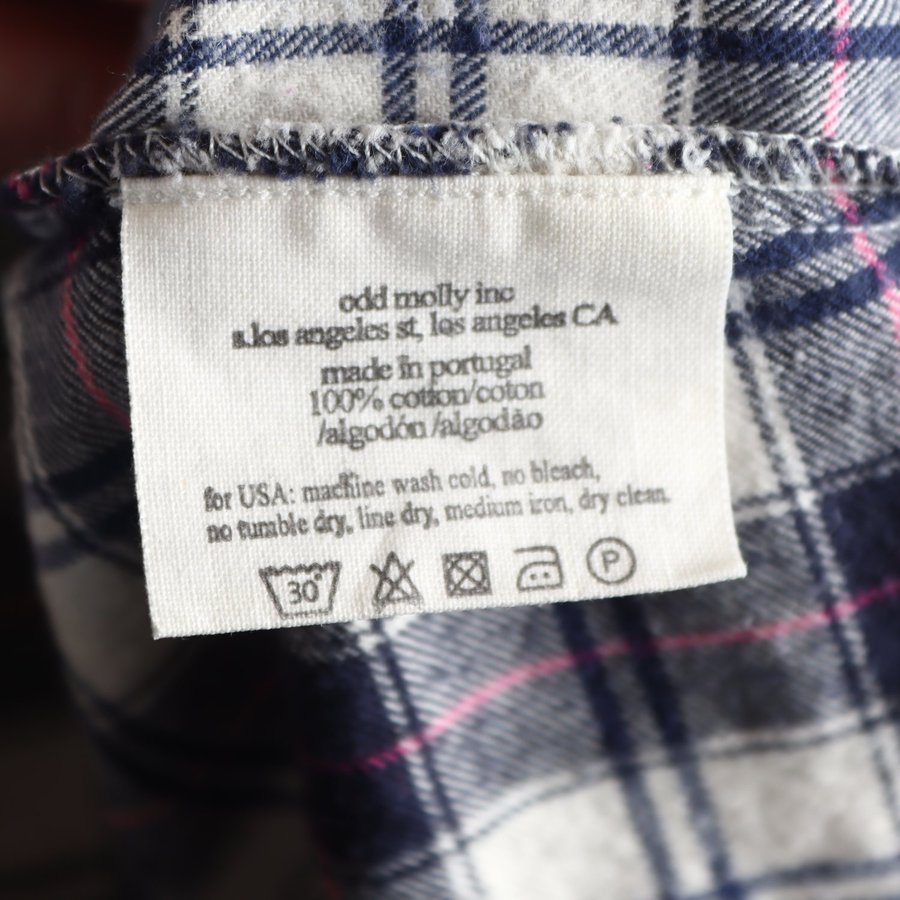 odd molly inc
s.los angeles st, los angeles CA
made in portugal
100% cotton/coton
/algodón /algodão
for USA: machine wash cold, no bleach,
no tumble dry, line dry, medium iron, dry clean.
30° P